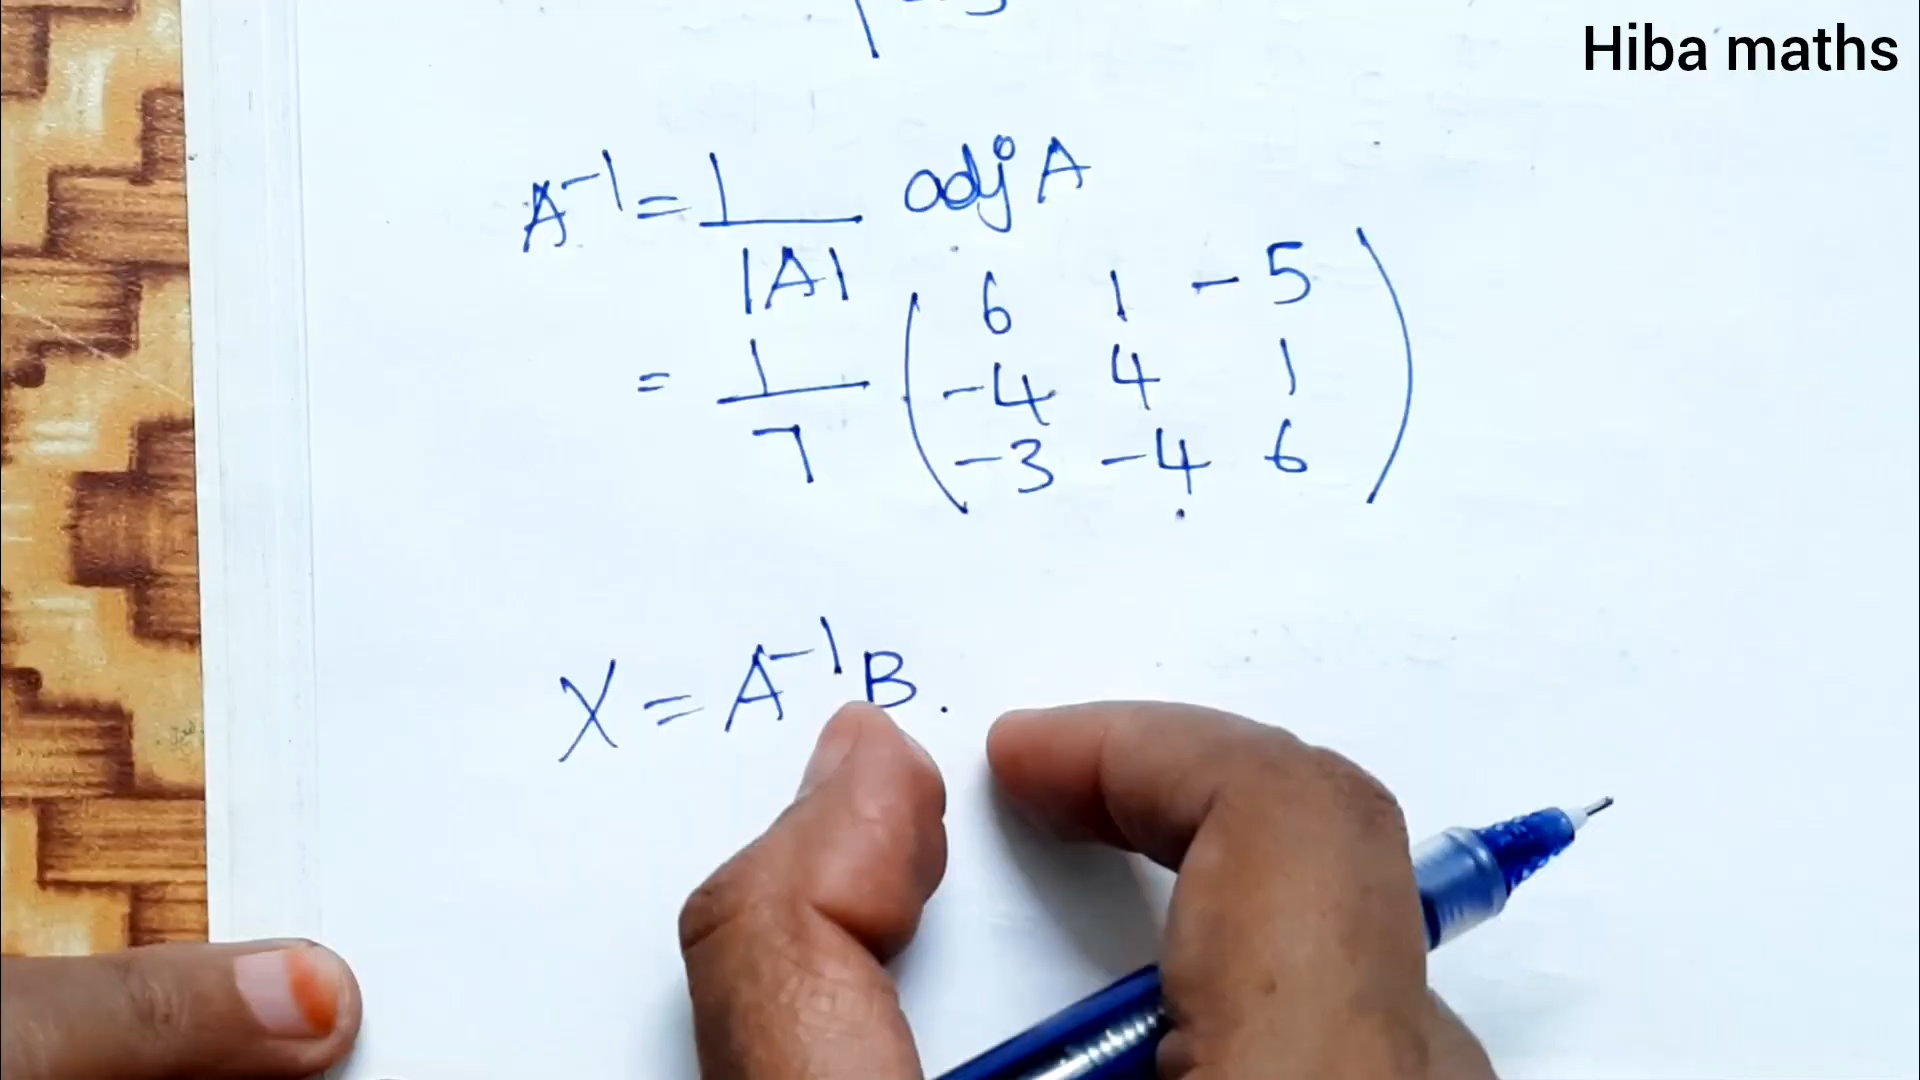 Hiba maths
A⁻¹ = 1/|A| adj A
= 1/7 ( 6 1 -5
-4 4 1
-3 -4 6 )
X = A⁻¹B.